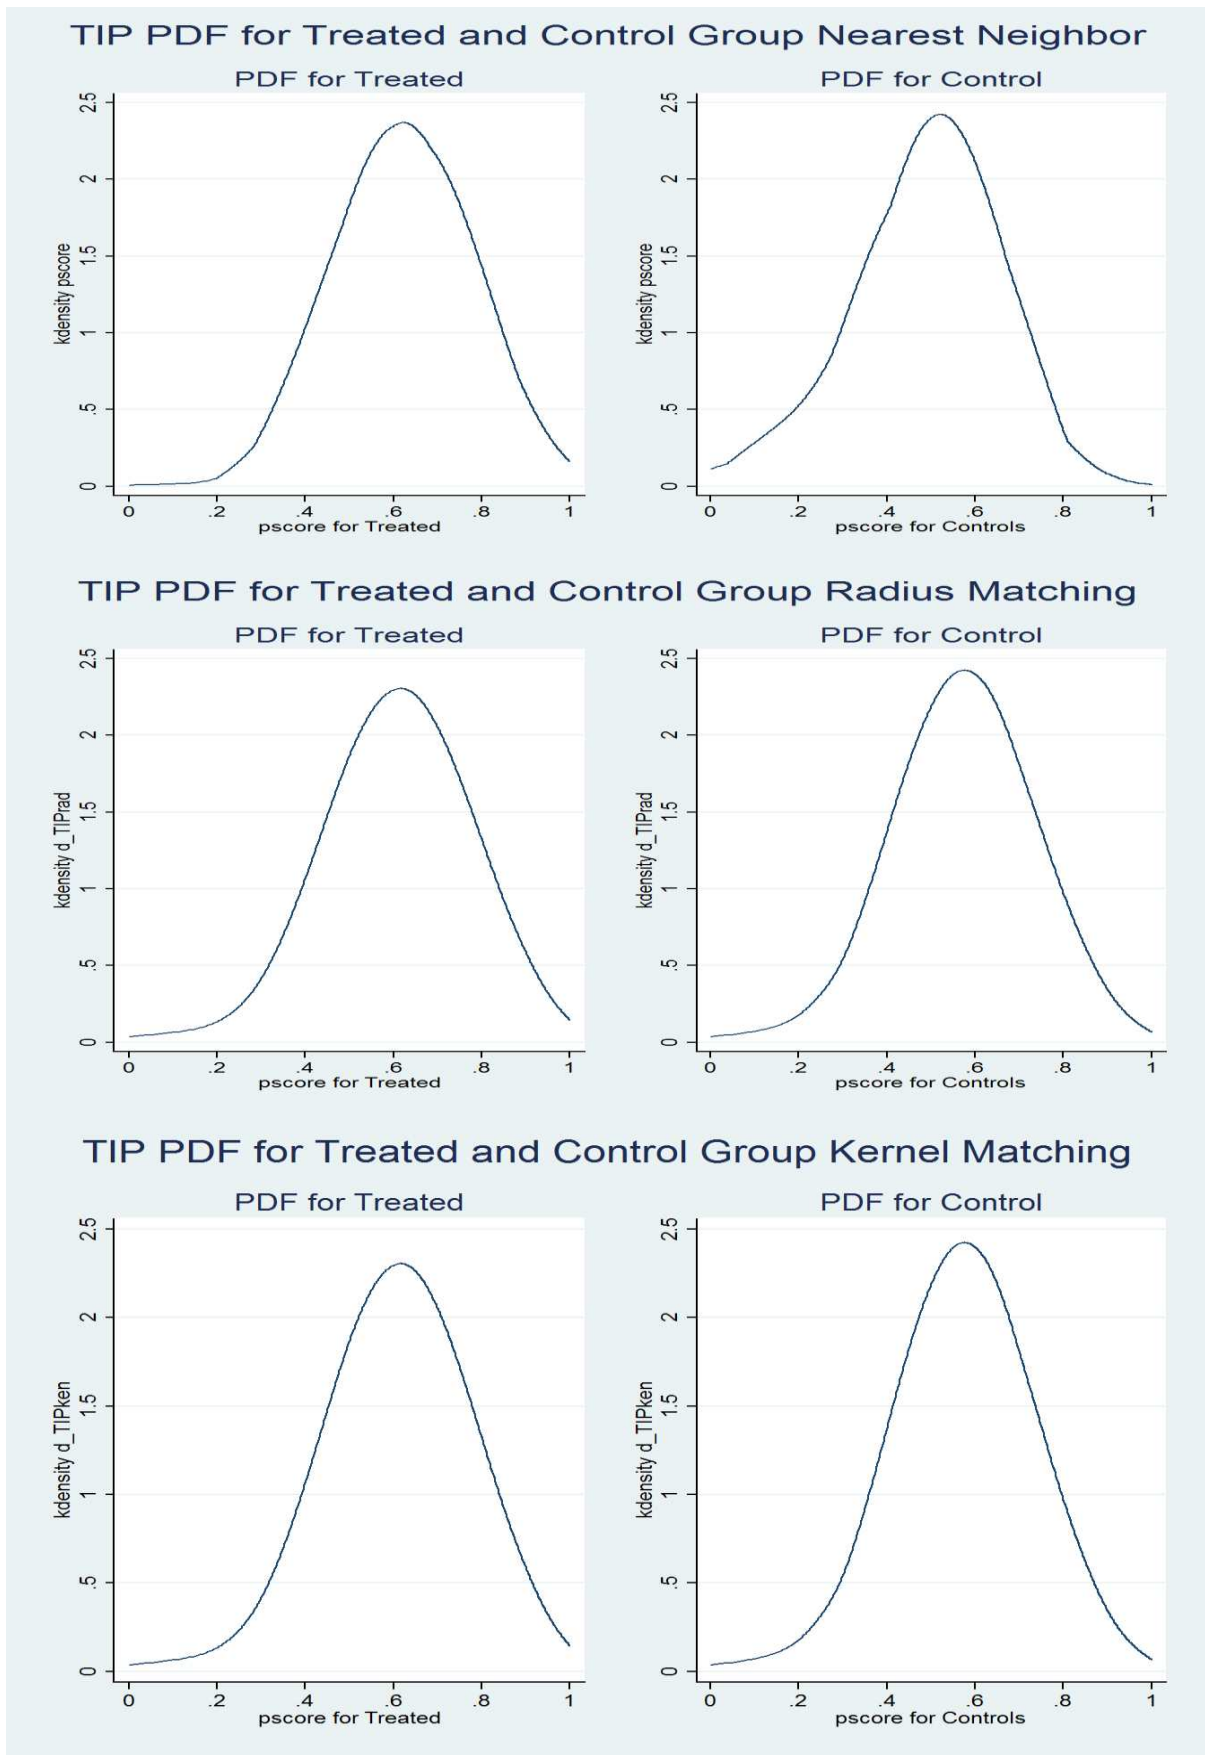 TIP PDF for Treated and Control Group Nearest Neighbor
PDF for Treated
kdensity pscore
2.5
2
1.5
1
.5
0
0 .2 .4 .6 .8 1
pscore for Treated
PDF for Control
kdensity pscore
2.5
2
1.5
1
.5
0
0 .2 .4 .6 .8 1
pscore for Controls
TIP PDF for Treated and Control Group Radius Matching
PDF for Treated
kdensity d_TIPrad
2.5
2
1.5
1
.5
0
0 .2 .4 .6 .8 1
pscore for Treated
PDF for Control
kdensity d_TIPrad
2.5
2
1.5
1
.5
0
0 .2 .4 .6 .8 1
pscore for Controls
TIP PDF for Treated and Control Group Kernel Matching
PDF for Treated
kdensity d_TIPken
2.5
2
1.5
1
.5
0
0 .2 .4 .6 .8 1
pscore for Treated
PDF for Control
kdensity d_TIPken
2.5
2
1.5
1
.5
0
0 .2 .4 .6 .8 1
pscore for Controls